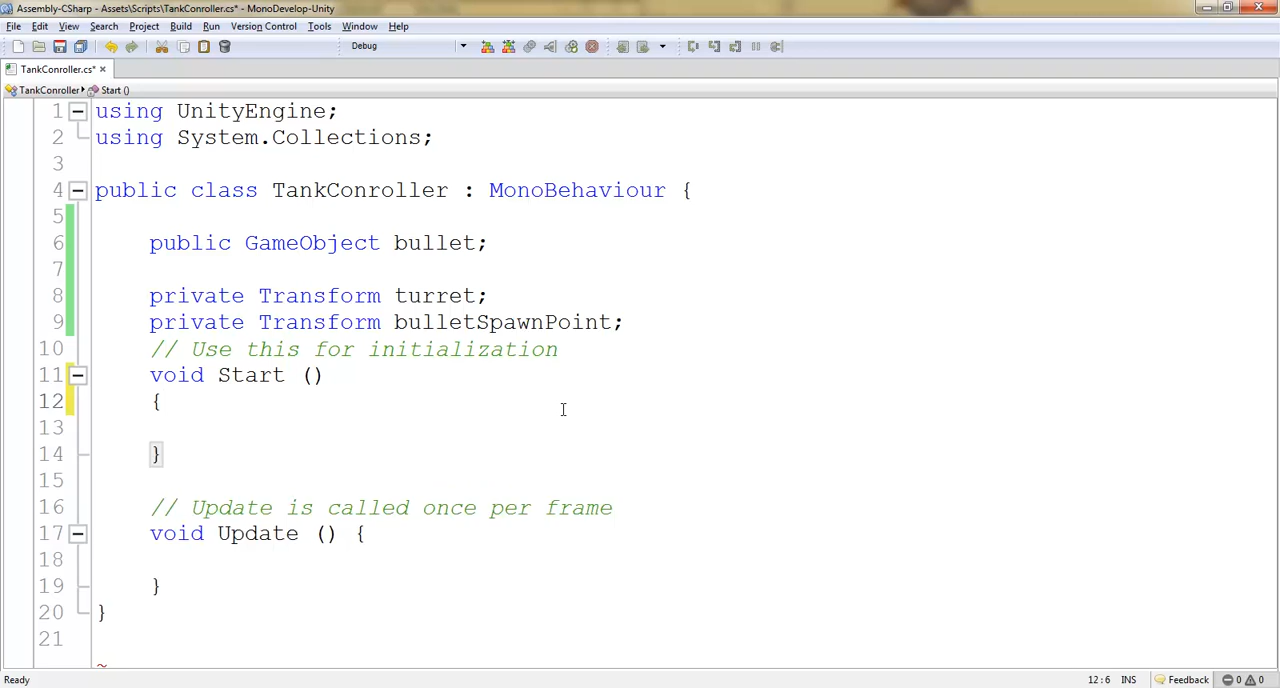 Assembly-CSharp - Assets\Scripts\TankConroller.cs* - MonoDevelop-Unity
File Edit View Search Project Build Run Version Control Tools Window Help
Debug
TankConroller.cs* ×
TankConroller Start ()
1 using UnityEngine;
2 using System.Collections;
3
4 public class TankConroller : MonoBehaviour {
5
6 public GameObject bullet;
7
8 private Transform turret;
9 private Transform bulletSpawnPoint;
10 // Use this for initialization
11 void Start ()
12 {
13
14 }
15
16 // Update is called once per frame
17 void Update () {
18
19 }
20 }
21
~
Ready 12:6 INS Feedback 0 0